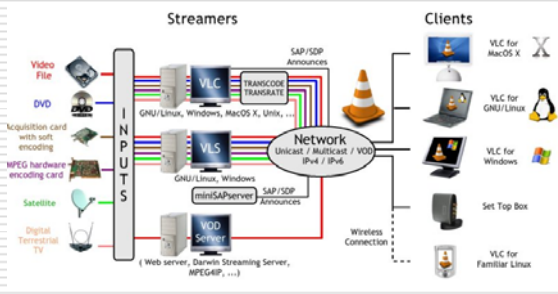 Streamers
Clients
Video
File
DVD
Acquisition card
with soft
encoding
MPEG hardware
encoding card
Satellite
Digital
Terrestrial
TV
INPUTS
VLC
TRANSCODE
TRANSRATE
GNU/Linux, Windows, MacOS X, Unix, ...
SAP/SDP
Announces
VLS
GNU/Linux, Windows
miniSAPserver
SAP/SDP
Announces
VOD
Server
( Web server, Darwin Streaming Server,
MPEG4IP, ...)
Network
Unicast / Multicast / VOD
IPv4 / IPv6
Wireless
Connection
VLC for
MacOS X
X
VLC for
GNU/Linux
VLC for
Windows
Set Top Box
VLC for
Familiar Linux